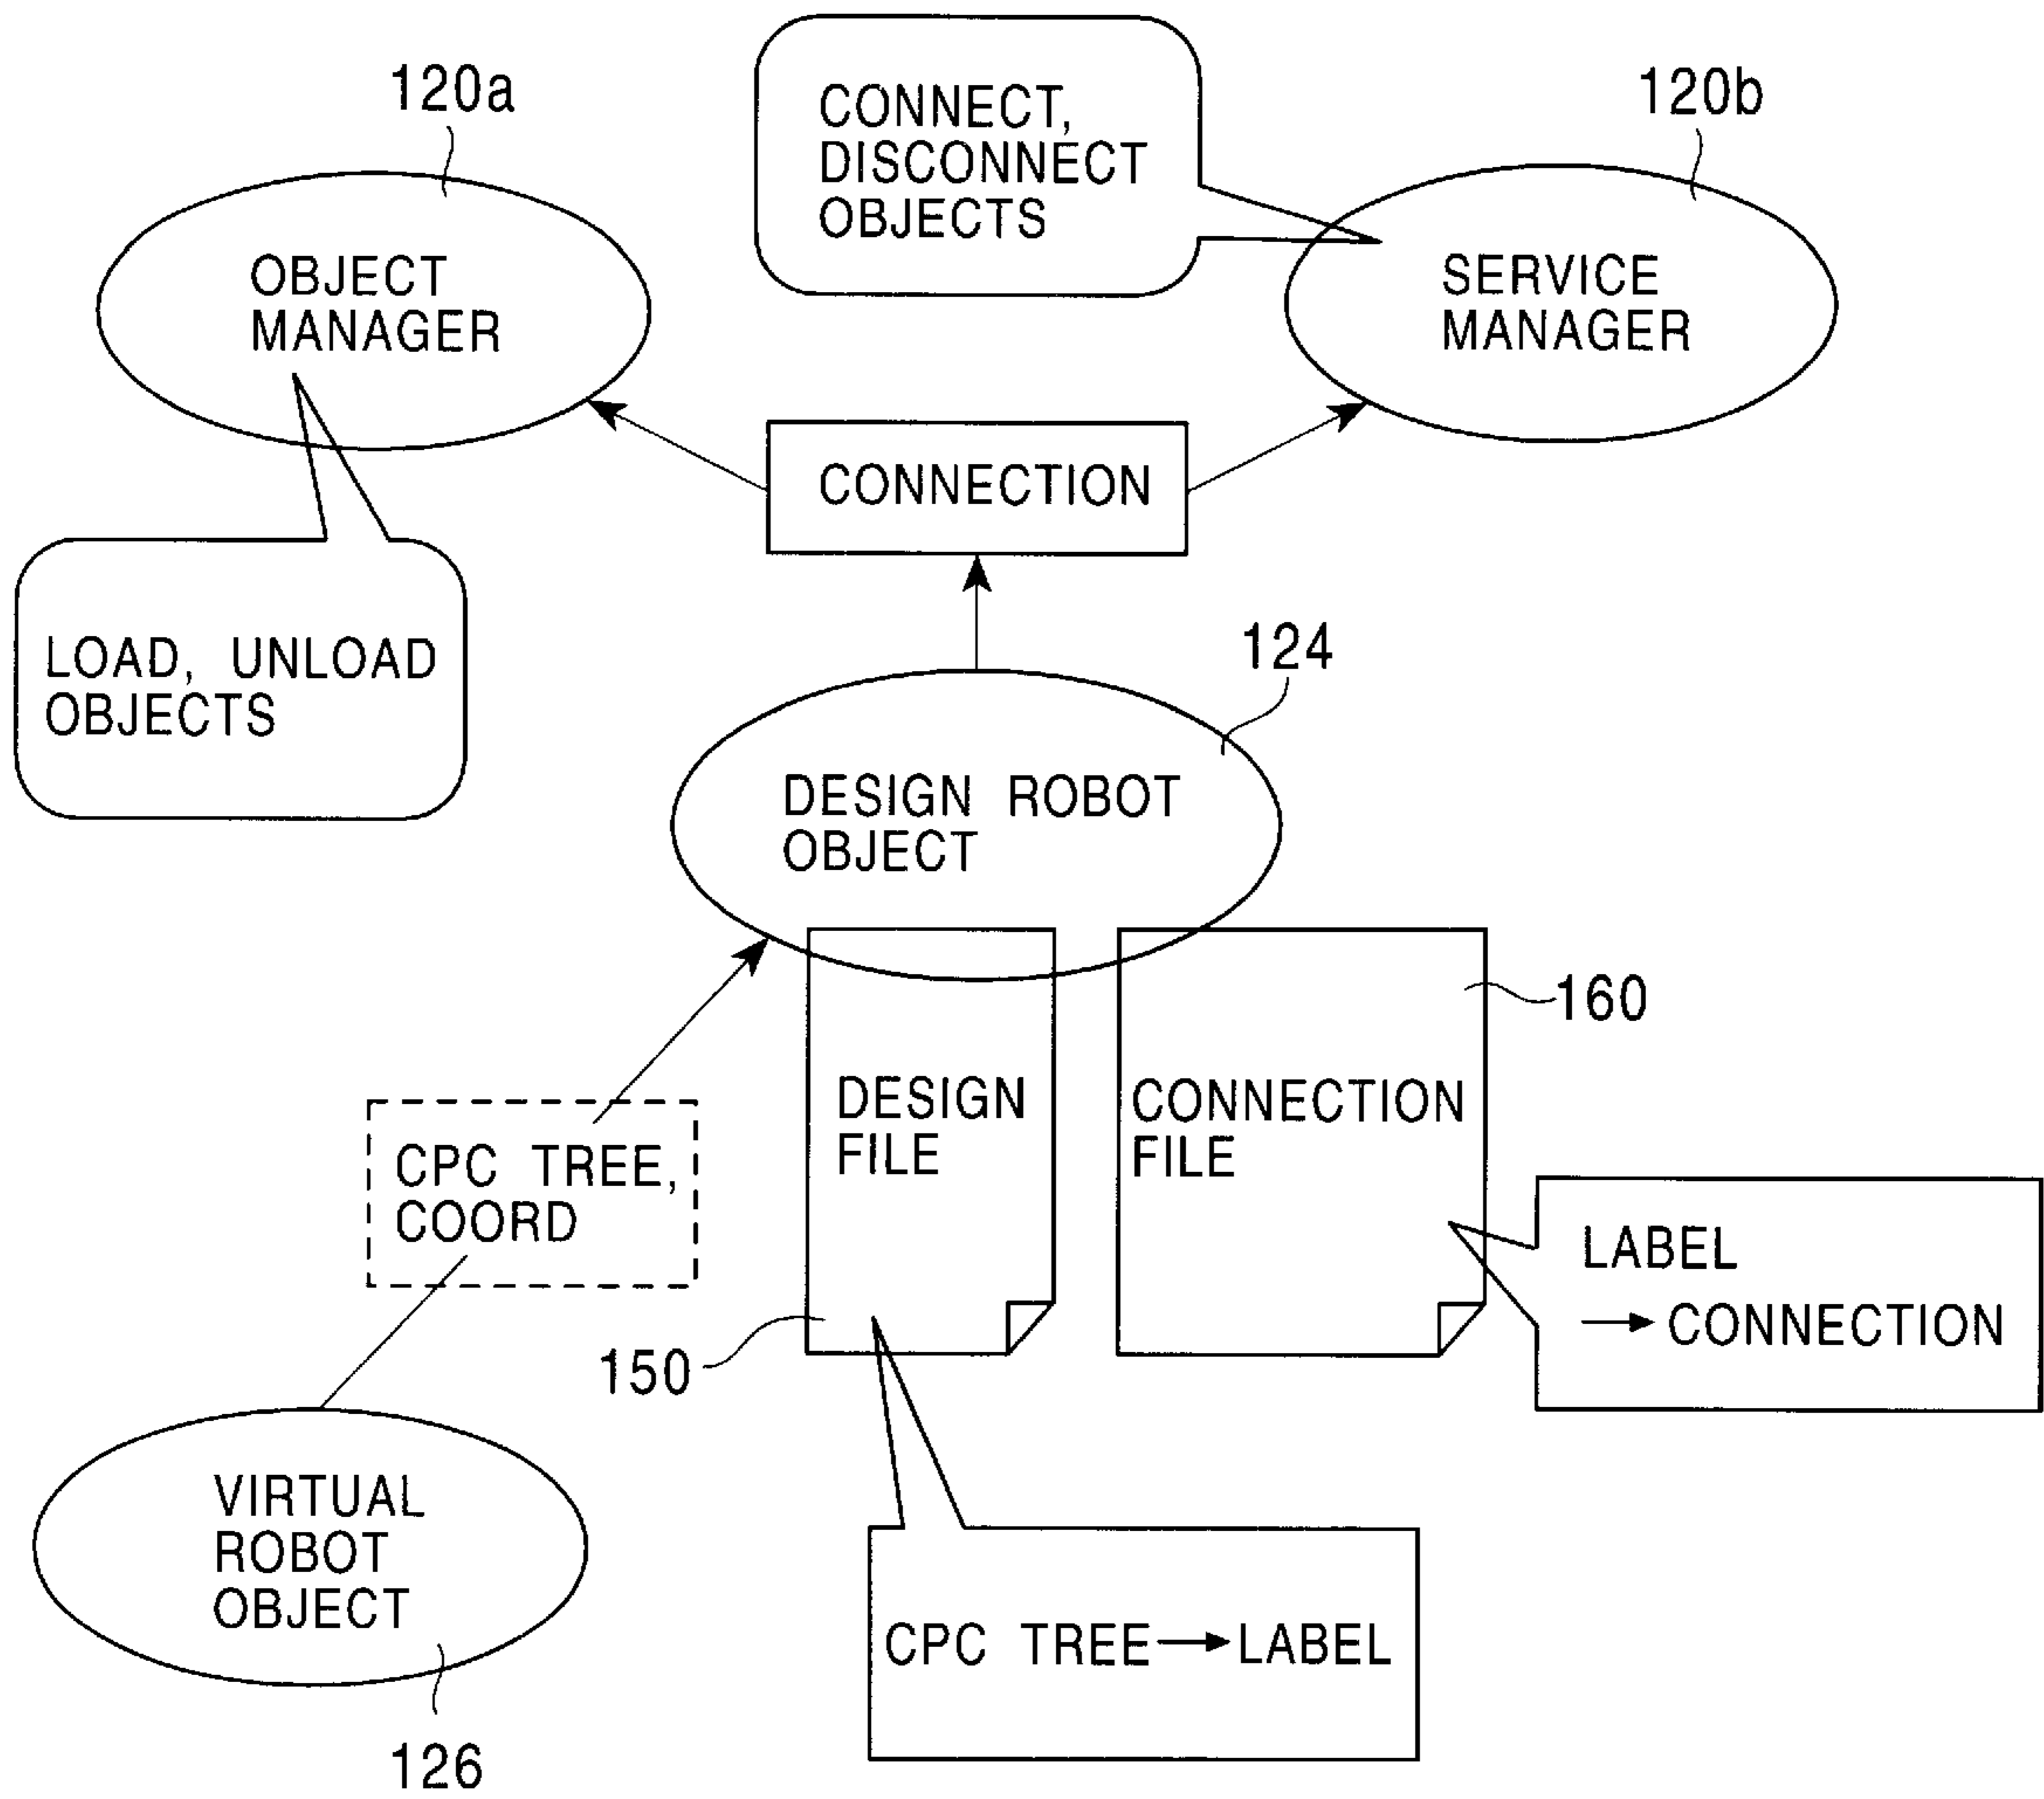 120a
CONNECT,
DISCONNECT
OBJECTS
120b
OBJECT
MANAGER
SERVICE
MANAGER
CONNECTION
LOAD, UNLOAD
OBJECTS
124
DESIGN ROBOT
OBJECT
160
DESIGN
FILE
CONNECTION
FILE
CPC TREE,
COORD
LABEL
→ CONNECTION
150
VIRTUAL
ROBOT
OBJECT
CPC TREE → LABEL
126